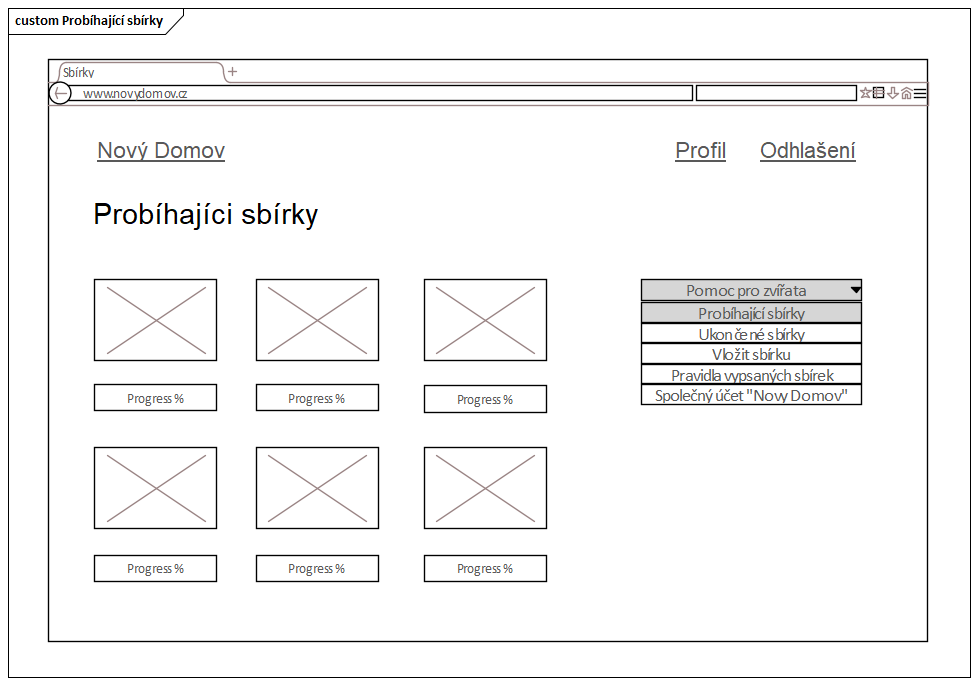 custom Probíhající sbírky
Sbírky
www.novydomov.cz
Nový Domov
Profil
Odhlašení
Probíhajíci sbírky
Pomoc pro zvířata
Probíhající sbírky
Ukončené sbírky
Vložit sbírku
Pravidla vypsaných sbírek
Společný účet "Novy Domov"
Progress %
Progress %
Progress %
Progress %
Progress %
Progress %